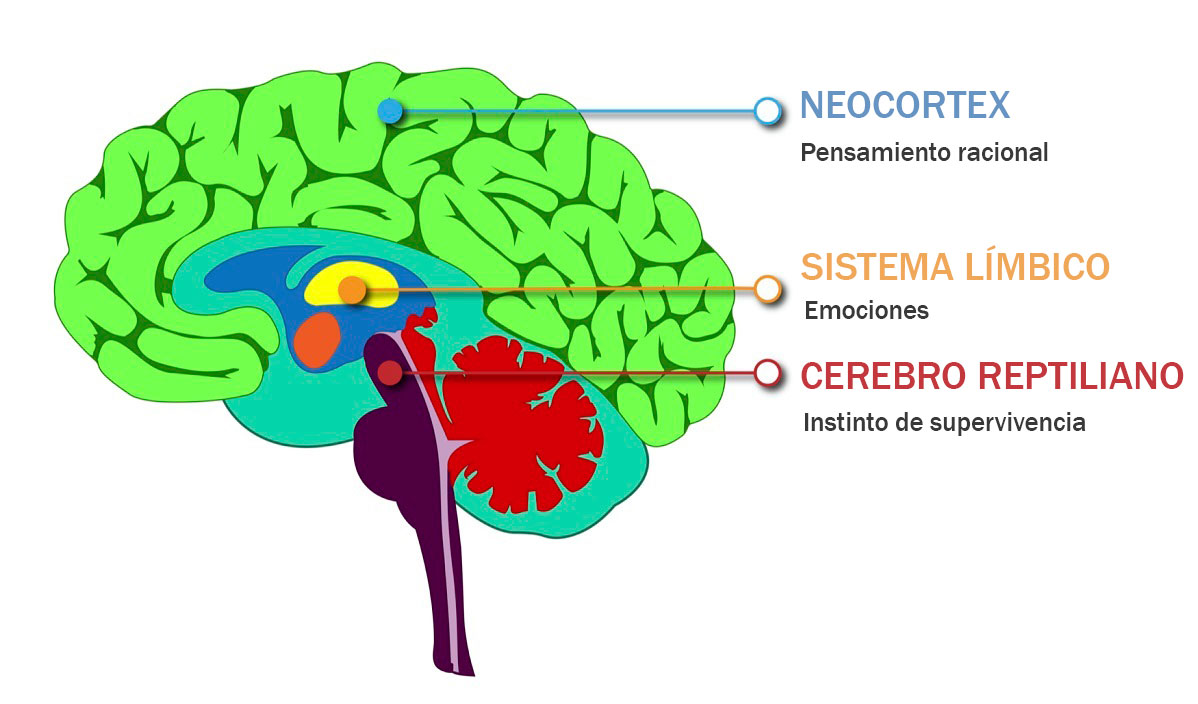 NEOCORTEX
Pensamiento racional
SISTEMA LÍMBICO
Emociones
CEREBRO REPTILIANO
Instinto de supervivencia